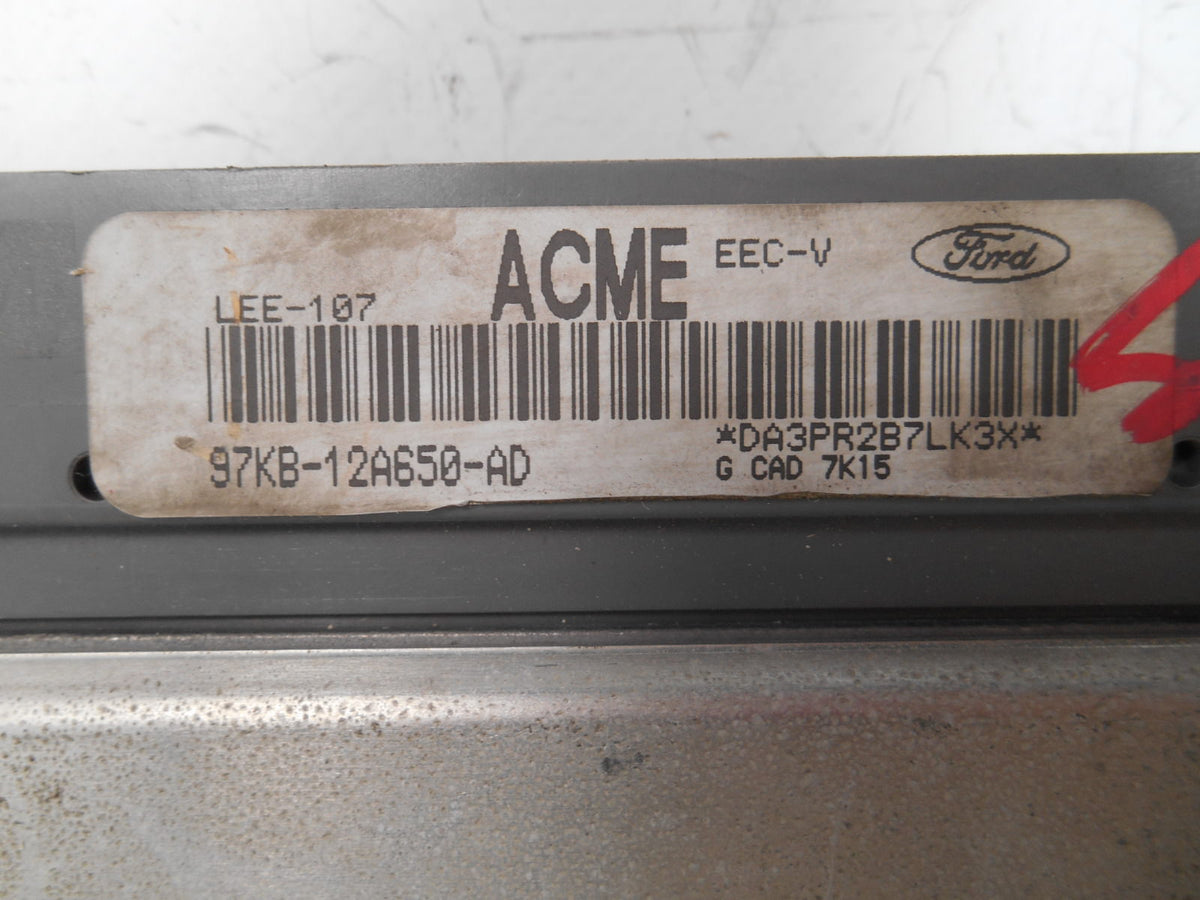 ACME EEC-V Ford
LEE-107
*DA3PR2B7LK3X*
97KB-12A650-AD
G CAD 7K15